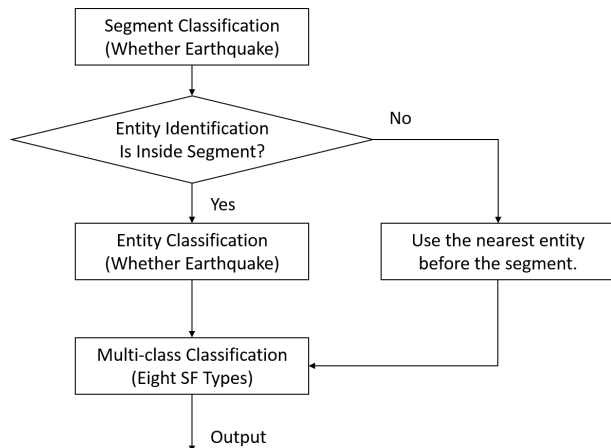 Segment Classification
(Whether Earthquake)
Entity Identification
Is Inside Segment?
No
Yes
Entity Classification
(Whether Earthquake)
Use the nearest entity
before the segment.
Multi-class Classification
(Eight SF Types)
Output